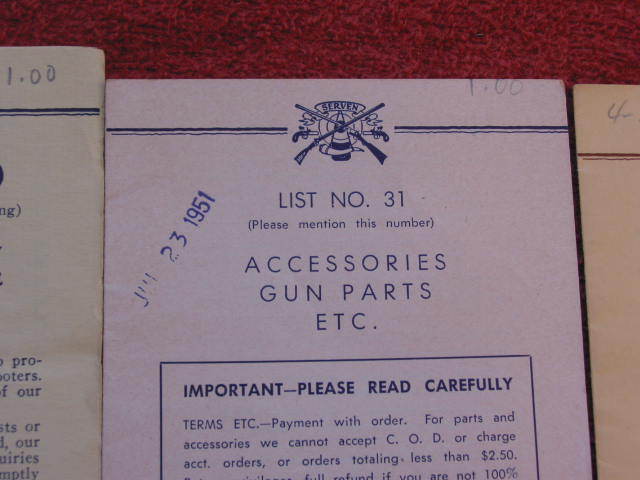 1.00
ng)
pro-
oters.
of our
sts or
d, our
uiries
mptly
1.00
SERVEN
LIST NO. 31
(Please mention this number)
23 1951
ACCESSORIES
GUN PARTS
ETC.
IMPORTANT—PLEASE READ CAREFULLY
TERMS ETC.—Payment with order. For parts and
accessories we cannot accept C. O. D. or charge
acct. orders, or orders totaling less than $2.50.
full refund if you are not 100%
4-